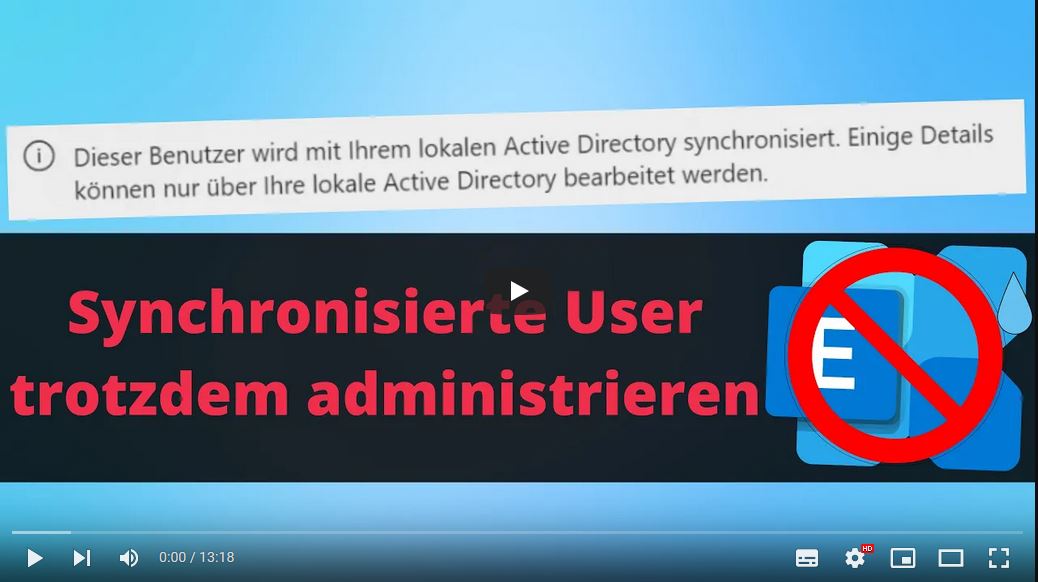 Dieser Benutzer wird mit Ihrem lokalen Active Directory synchronisiert. Einige Details
können nur über Ihre lokale Active Directory bearbeitet werden.
Synchronisierte User
trotzdem administrieren
E
0:00 / 13:18
HD